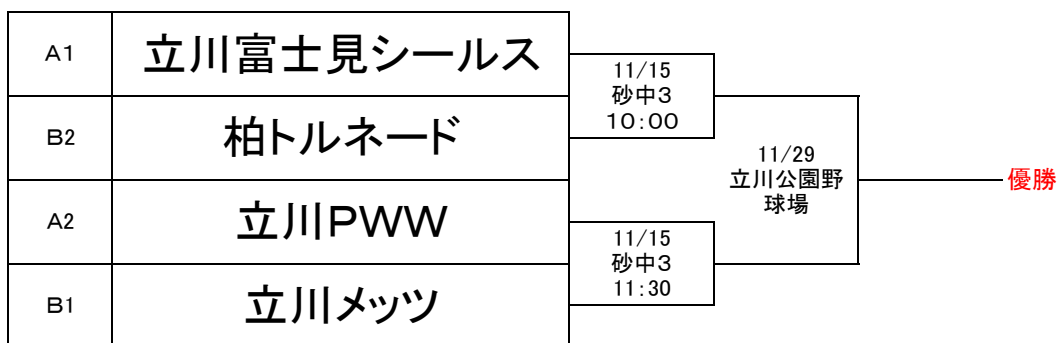 A1
立川富士見シールス
B2
柏トルネード
A2
立川PWW
B1
立川メッツ
11/15
砂中3
10:00
11/15
砂中3
11:30
11/29
立川公園野
球場
優勝